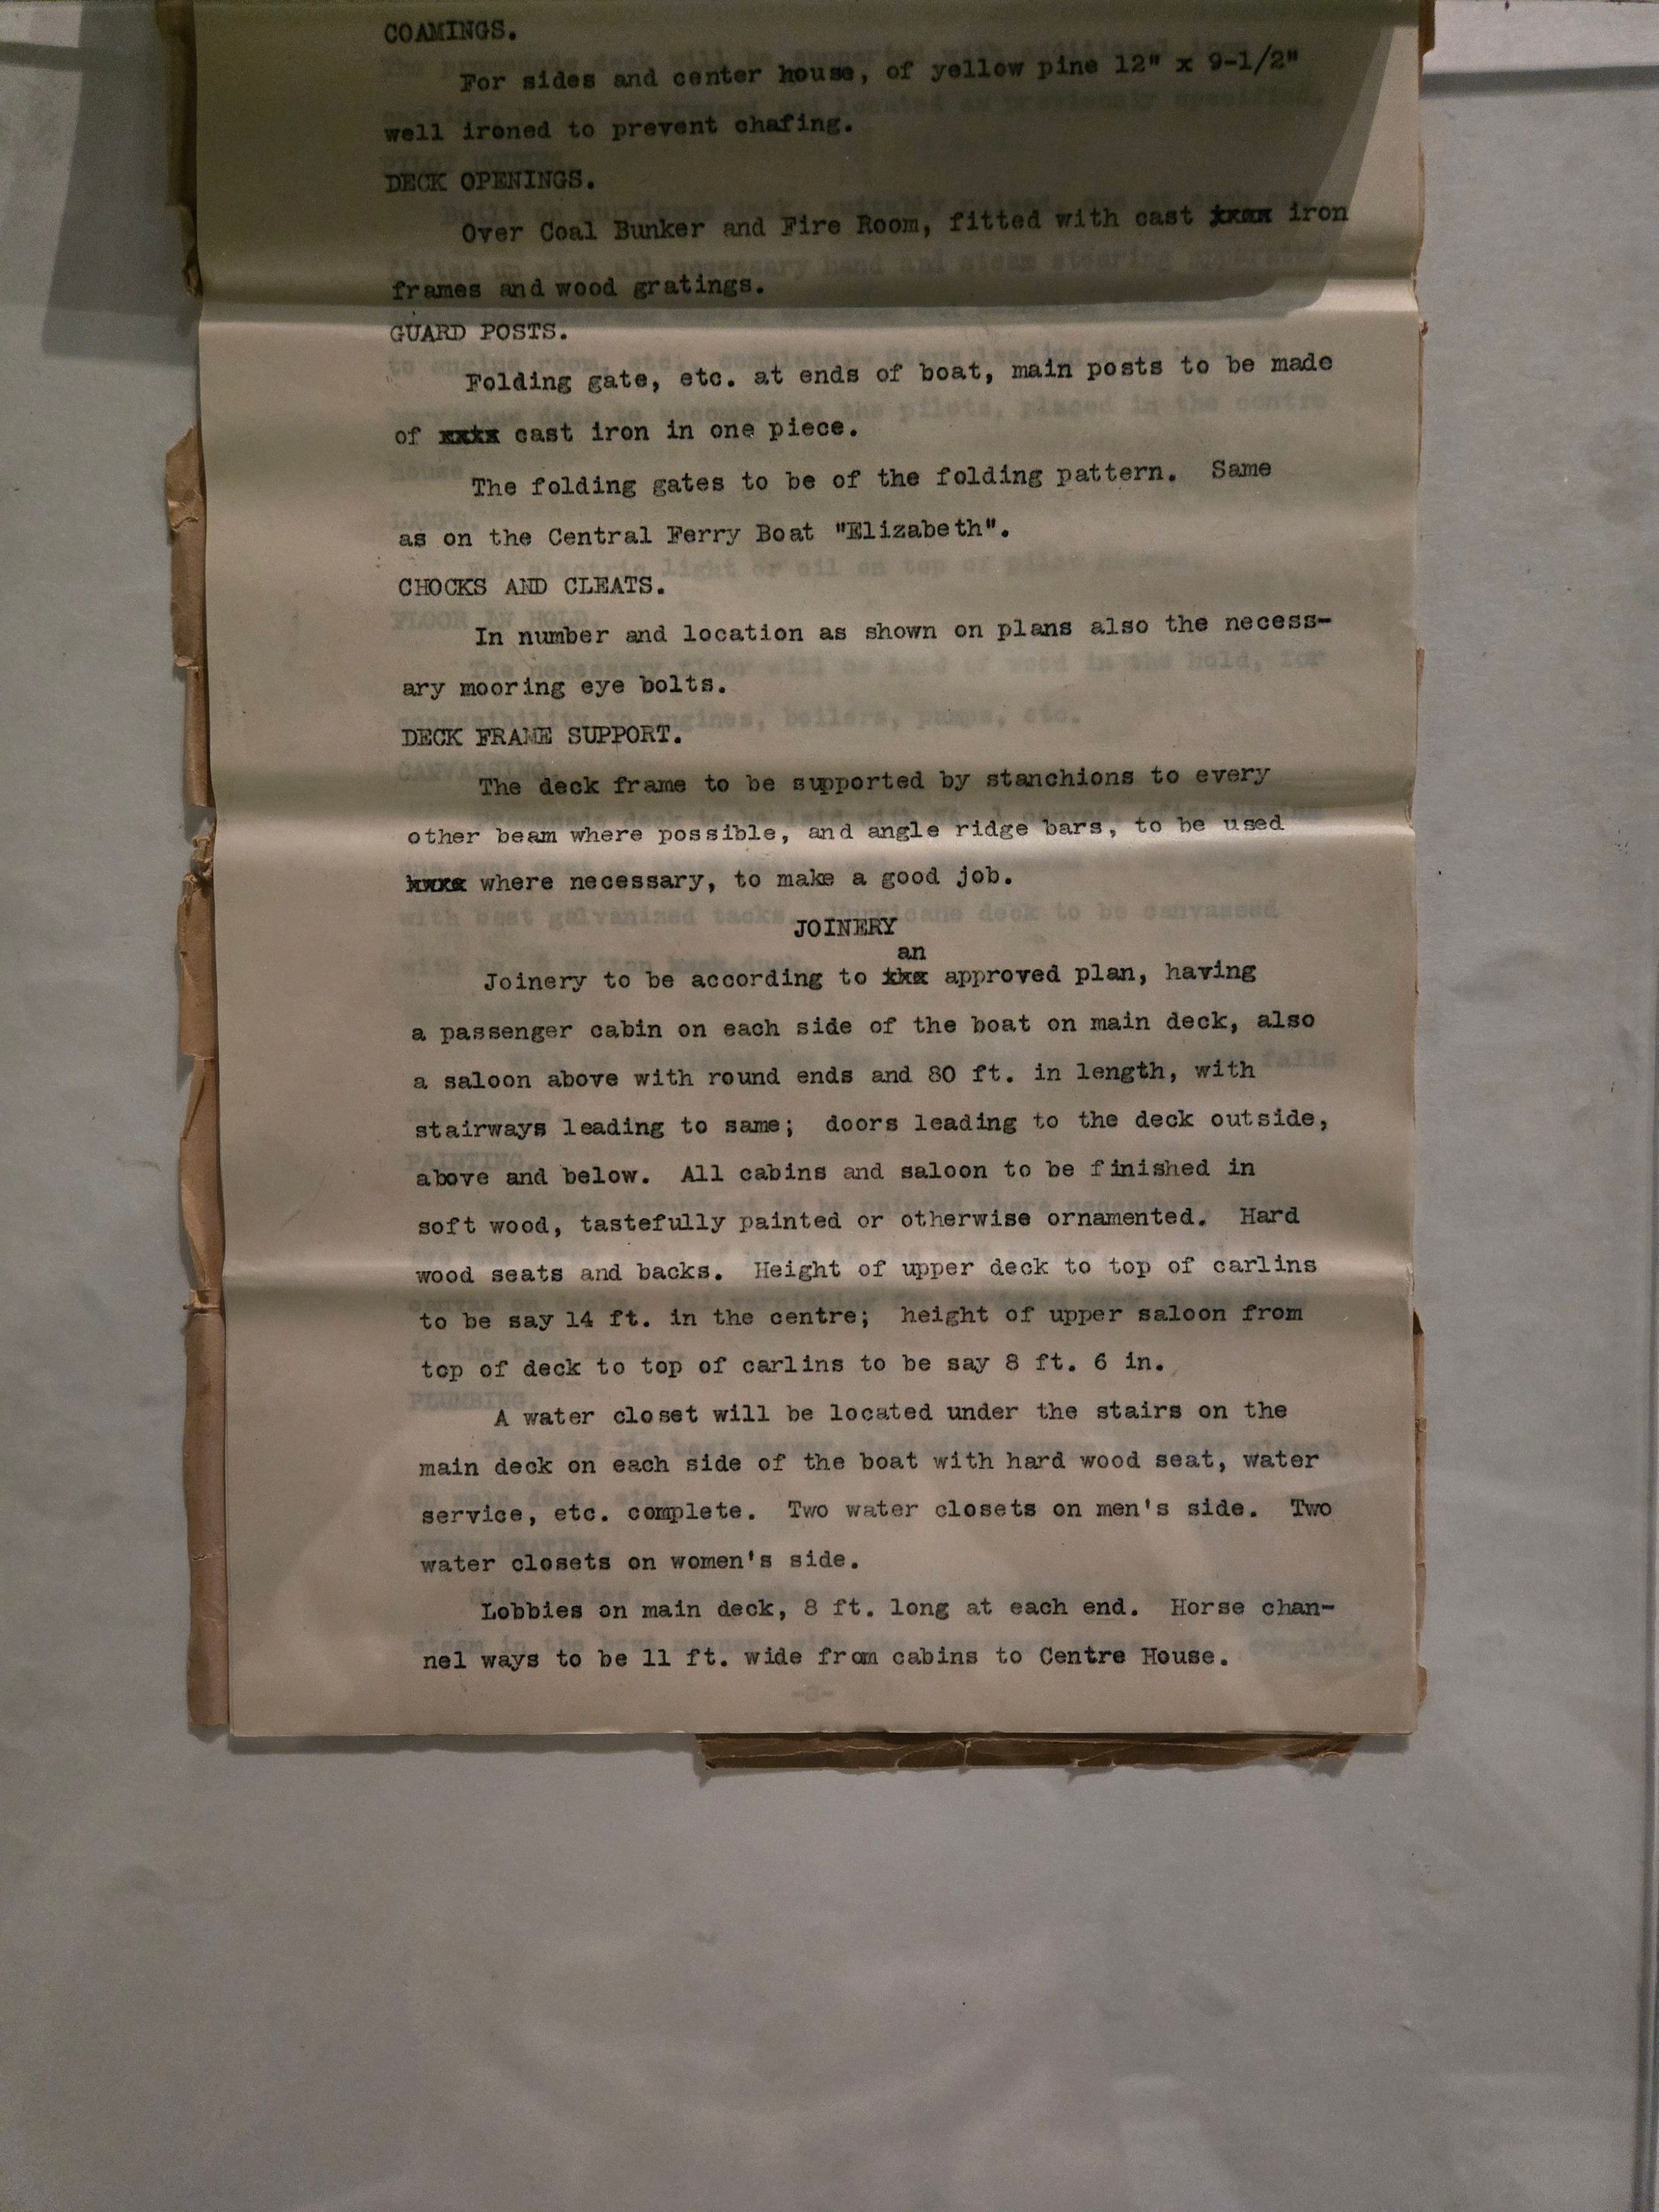 COAMINGS.
For sides and center house, of yellow pine 12" x 9-1/2"
well ironed to prevent chafing.
DECK OPENINGS.
Over Coal Bunker and Fire Room, fitted with cast xxxx iron
frames and wood gratings.
GUARD POSTS.
Folding gate, etc. at ends of boat, main posts to be made
of xxxx cast iron in one piece.
The folding gates to be of the folding pattern. Same
as on the Central Ferry Boat "Elizabeth".
CHOCKS AND CLEATS.
In number and location as shown on plans also the necess-
ary mooring eye bolts.
DECK FRAME SUPPORT.
The deck frame to be supported by stanchions to every
other beam where possible, and angle ridge bars, to be used
xxxx where necessary, to make a good job.
JOINERY
an
Joinery to be according to xxx approved plan, having
a passenger cabin on each side of the boat on main deck, also
a saloon above with round ends and 80 ft. in length, with
stairways leading to same; doors leading to the deck outside,
above and below. All cabins and saloon to be finished in
soft wood, tastefully painted or otherwise ornamented. Hard
wood seats and backs. Height of upper deck to top of carlins
to be say 14 ft. in the centre; height of upper saloon from
top of deck to top of carlins to be say 8 ft. 6 in.
A water closet will be located under the stairs on the
main deck on each side of the boat with hard wood seat, water
service, etc. complete. Two water closets on men's side. Two
water closets on women's side.
Lobbies on main deck, 8 ft. long at each end. Horse chan-
nel ways to be 11 ft. wide from cabins to Centre House.